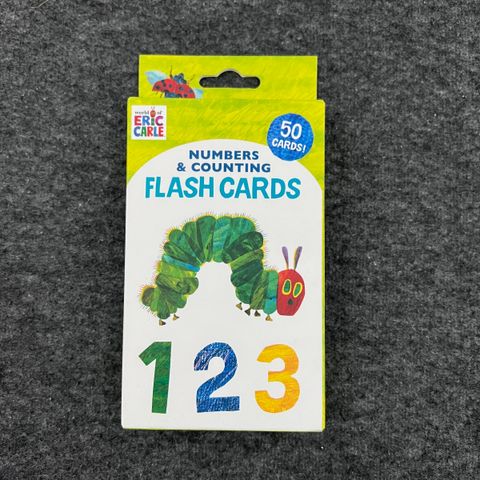 world of
ERIC
CARLE
50
CARDS!
NUMBERS
& COUNTING
FLASH CARDS
1 2 3